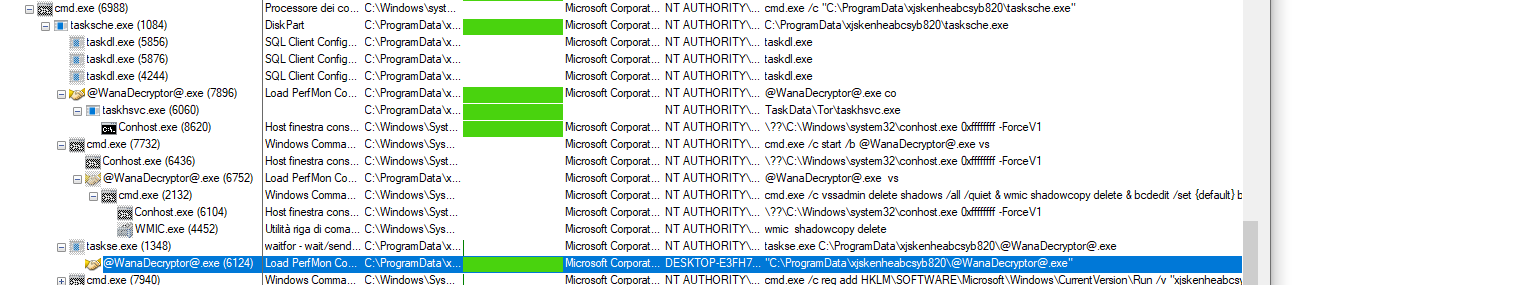 cmd.exe (6988) Processore dei co... C:\Windows\syst... Microsoft Corporat... NT AUTHORITY\... cmd.exe /c "C:\ProgramData\xjskenheabcsyb820\tasksche.exe"
tasksche.exe (1084) DiskPart C:\ProgramData\x... Microsoft Corporat... NT AUTHORITY\... C:\ProgramData\xjskenheabcsyb820\tasksche.exe
taskdl.exe (5856) SQL Client Config... C:\ProgramData\x... Microsoft Corporat... NT AUTHORITY\... taskdl.exe
taskdl.exe (5876) SQL Client Config... C:\ProgramData\x... Microsoft Corporat... NT AUTHORITY\... taskdl.exe
taskdl.exe (4244) SQL Client Config... C:\ProgramData\x... Microsoft Corporat... NT AUTHORITY\... taskdl.exe
@WanaDecryptor@.exe (7896) Load PerfMon Co... C:\ProgramData\x... Microsoft Corporat... NT AUTHORITY\... @WanaDecryptor@.exe co
taskhsvc.exe (6060) C:\ProgramData\x... NT AUTHORITY\... TaskData\Tor\taskhsvc.exe
Conhost.exe (8620) Host finestra cons... C:\Windows\Syst... Microsoft Corporat... NT AUTHORITY\... \??\C:\Windows\system32\conhost.exe 0xffffffff -ForceV1
cmd.exe (7732) Windows Comma... C:\Windows\Sys... Microsoft Corporat... NT AUTHORITY\... cmd.exe /c start /b @WanaDecryptor@.exe vs
Conhost.exe (6436) Host finestra cons... C:\Windows\Syst... Microsoft Corporat... NT AUTHORITY\... \??\C:\Windows\system32\conhost.exe 0xffffffff -ForceV1
@WanaDecryptor@.exe (6752) Load PerfMon Co... C:\ProgramData\x... Microsoft Corporat... NT AUTHORITY\... @WanaDecryptor@.exe vs
cmd.exe (2132) Windows Comma... C:\Windows\Sys... Microsoft Corporat... NT AUTHORITY\... cmd.exe /c vssadmin delete shadows /all /quiet & wmic shadowcopy delete & bcdedit /set {default} b
Conhost.exe (6104) Host finestra cons... C:\Windows\Syst... Microsoft Corporat... NT AUTHORITY\... \??\C:\Windows\system32\conhost.exe 0xffffffff -ForceV1
WMIC.exe (4452) Utilità riga di coma... C:\Windows\Sys... Microsoft Corporat... NT AUTHORITY\... wmic shadowcopy delete
taskse.exe (1348) waitfor - wait/send... C:\ProgramData\x... Microsoft Corporat... NT AUTHORITY\... taskse.exe C:\ProgramData\xjskenheabcsyb820\@WanaDecryptor@.exe
@WanaDecryptor@.exe (6124) Load PerfMon Co... C:\ProgramData\x... Microsoft Corporat... DESKTOP-E3FH7... "C:\ProgramData\xjskenheabcsyb820\@WanaDecryptor@.exe"
cmd.exe (7940) Windows Comma... C:\Windows\Sys... Microsoft Corporat... NT AUTHORITY\... cmd.exe /c reg add HKLM\SOFTWARE\Microsoft\Windows\CurrentVersion\Run /v "xjskenheabcsy